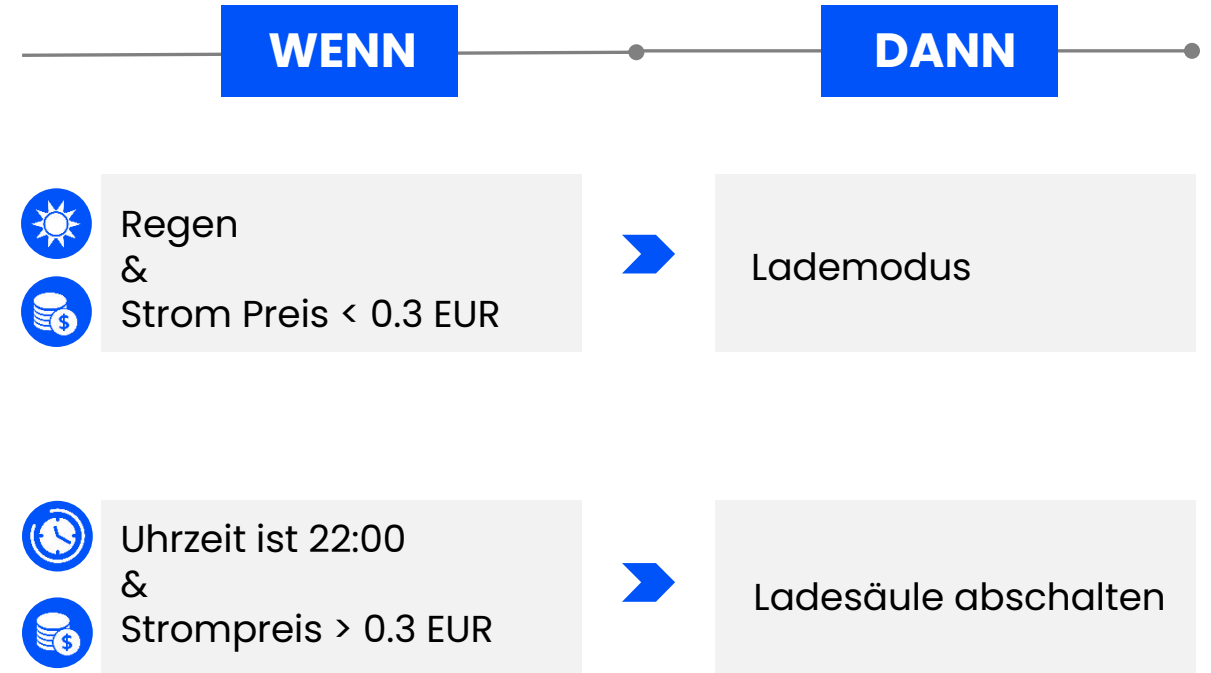 WENN
DANN
Regen
&
Strom Preis < 0.3 EUR
Lademodus
Uhrzeit ist 22:00
&
Strompreis > 0.3 EUR
Ladesäule abschalten
$
$